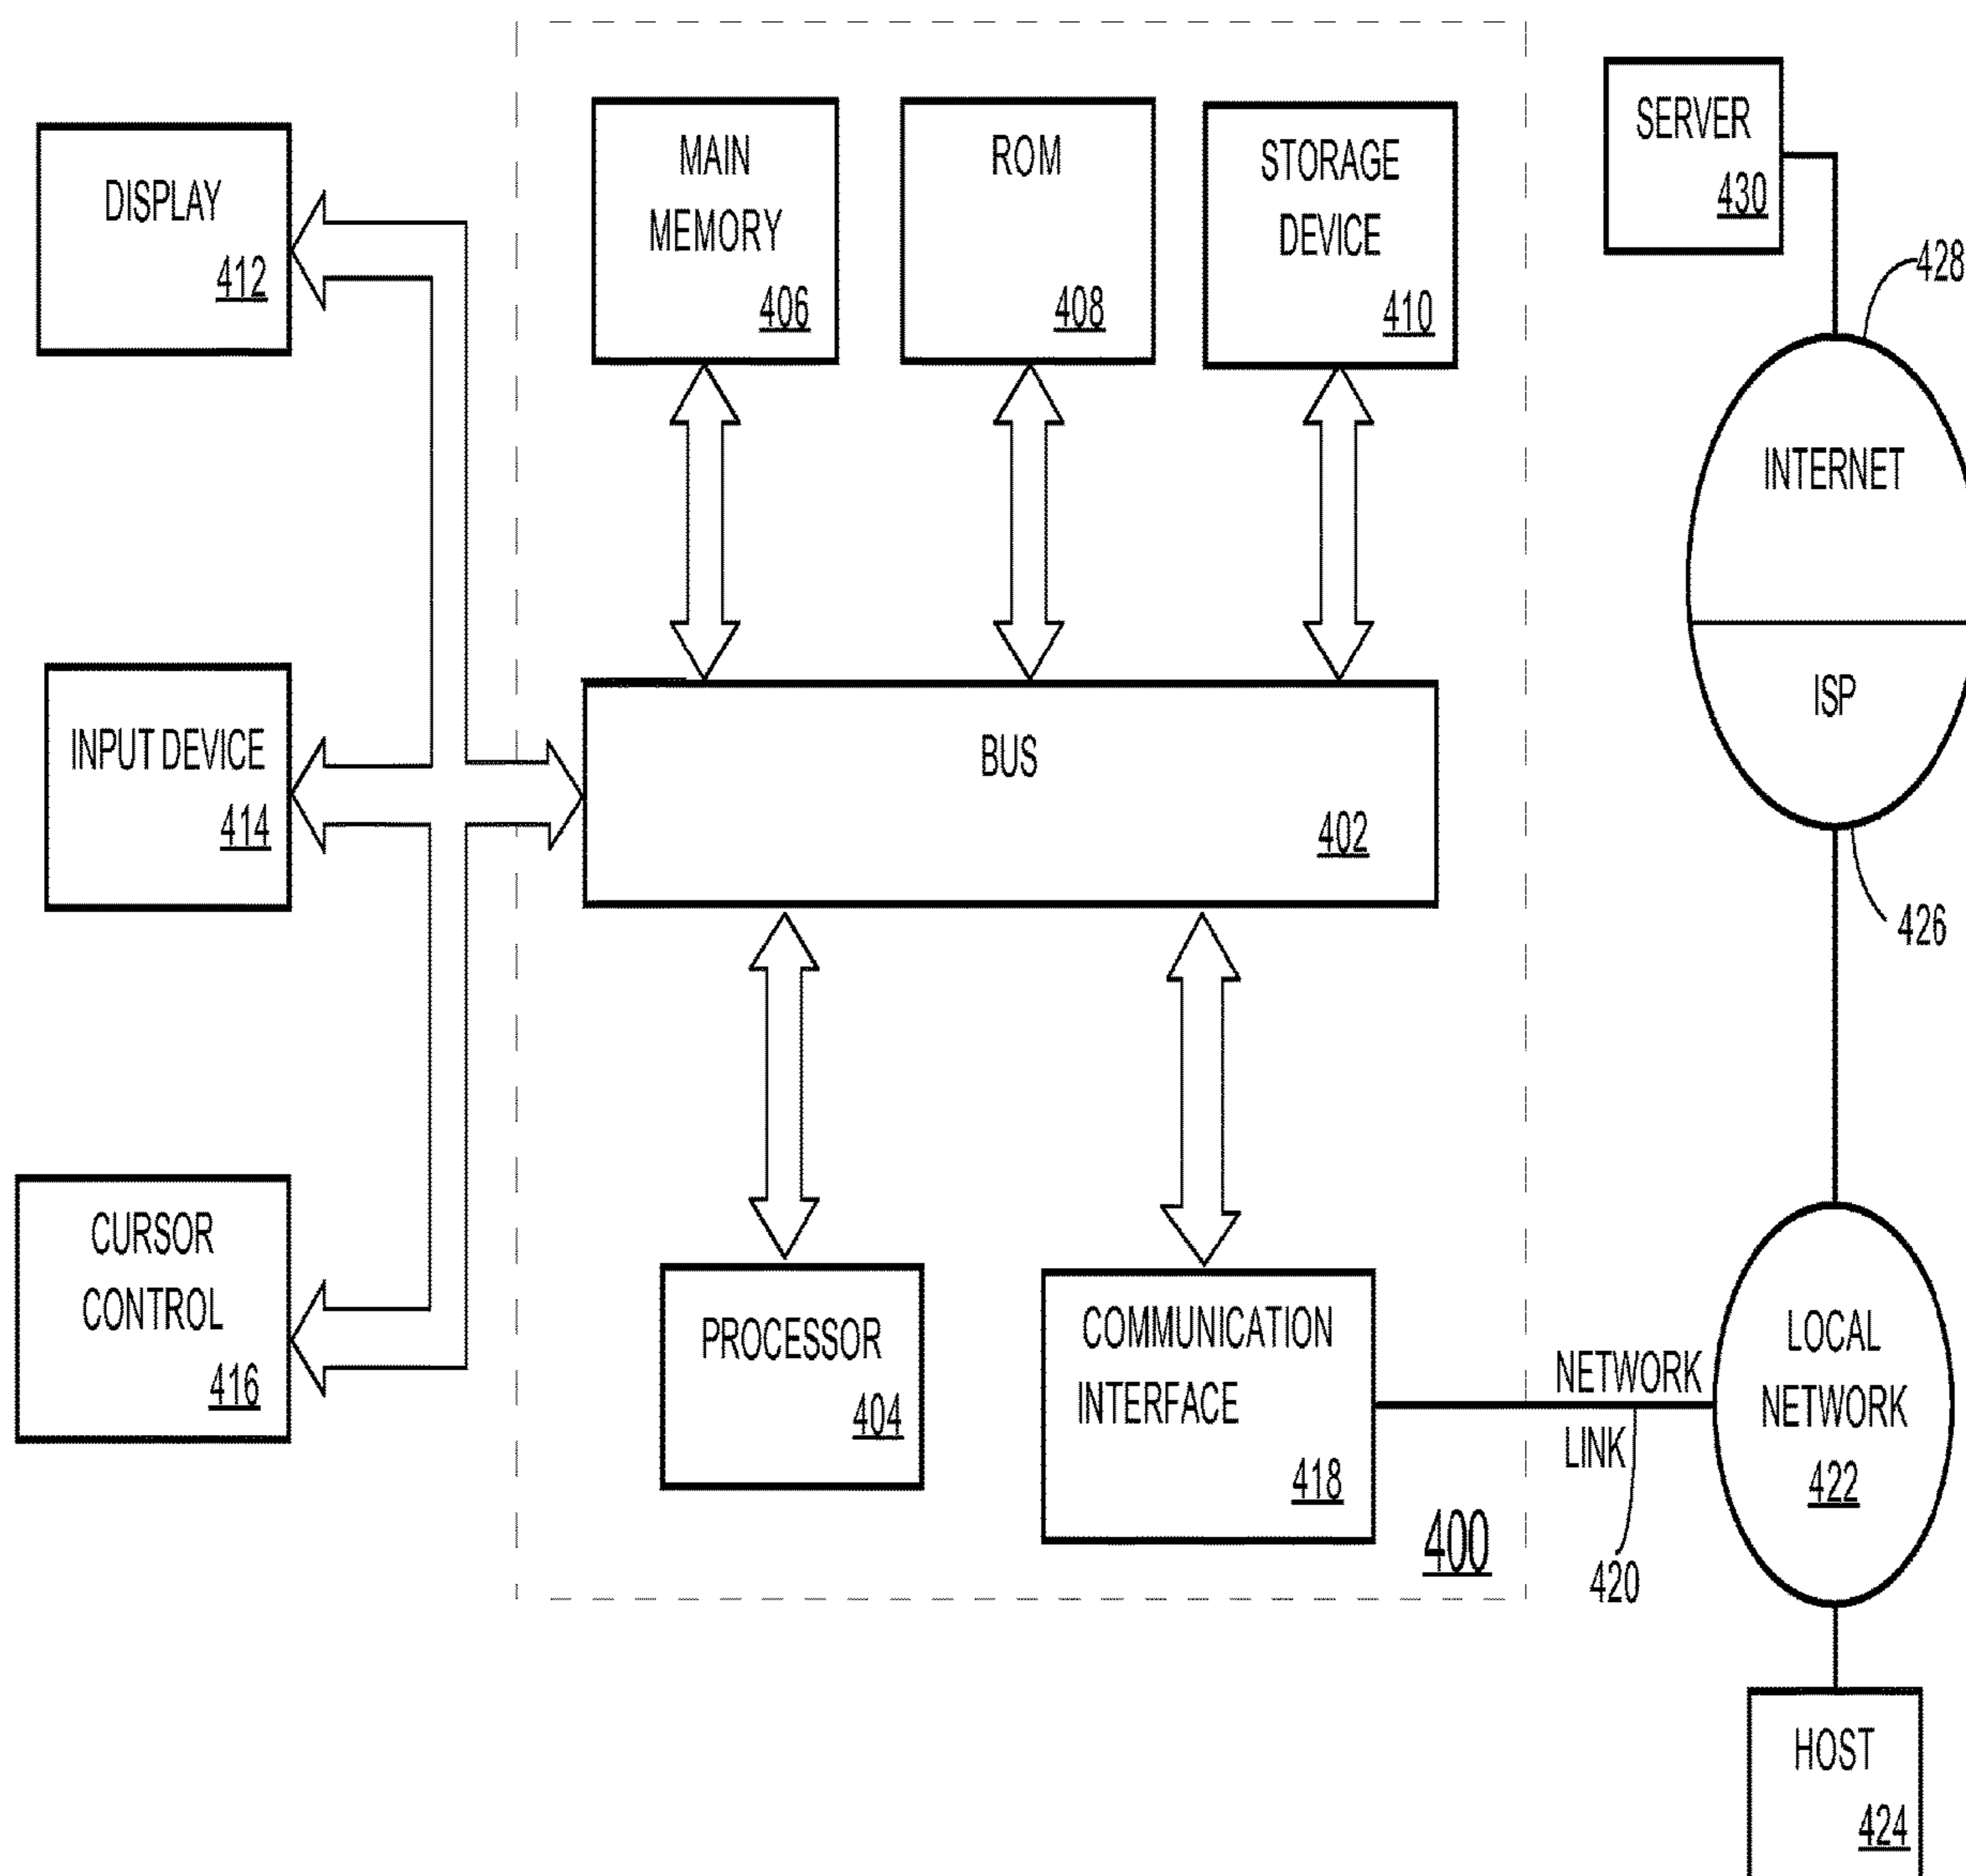 DISPLAY
412
INPUT DEVICE
414
CURSOR
CONTROL
416
MAIN
MEMORY
406
ROM
408
STORAGE
DEVICE
410
BUS
402
PROCESSOR
404
COMMUNICATION
INTERFACE
418
400
SERVER
430
428
INTERNET
ISP
426
NETWORK
LINK
420
LOCAL
NETWORK
422
HOST
424